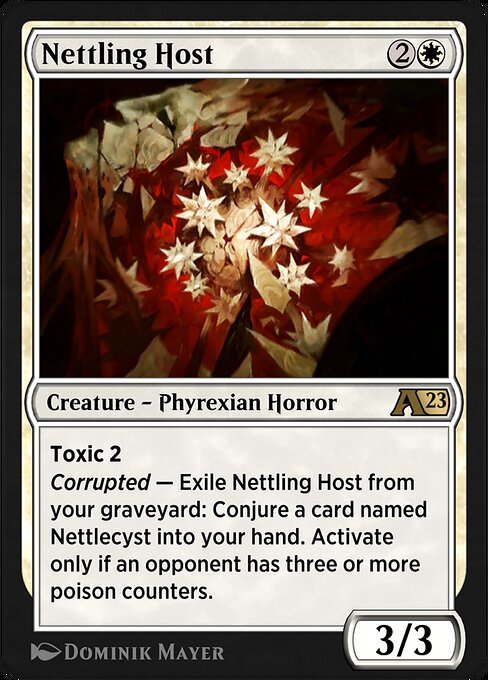 Nettling Host 2
Creature – Phyrexian Horror A23
Toxic 2
Corrupted — Exile Nettling Host from
your graveyard: Conjure a card named
Nettlecyst into your hand. Activate
only if an opponent has three or more
poison counters.
3/3
Dominik Mayer